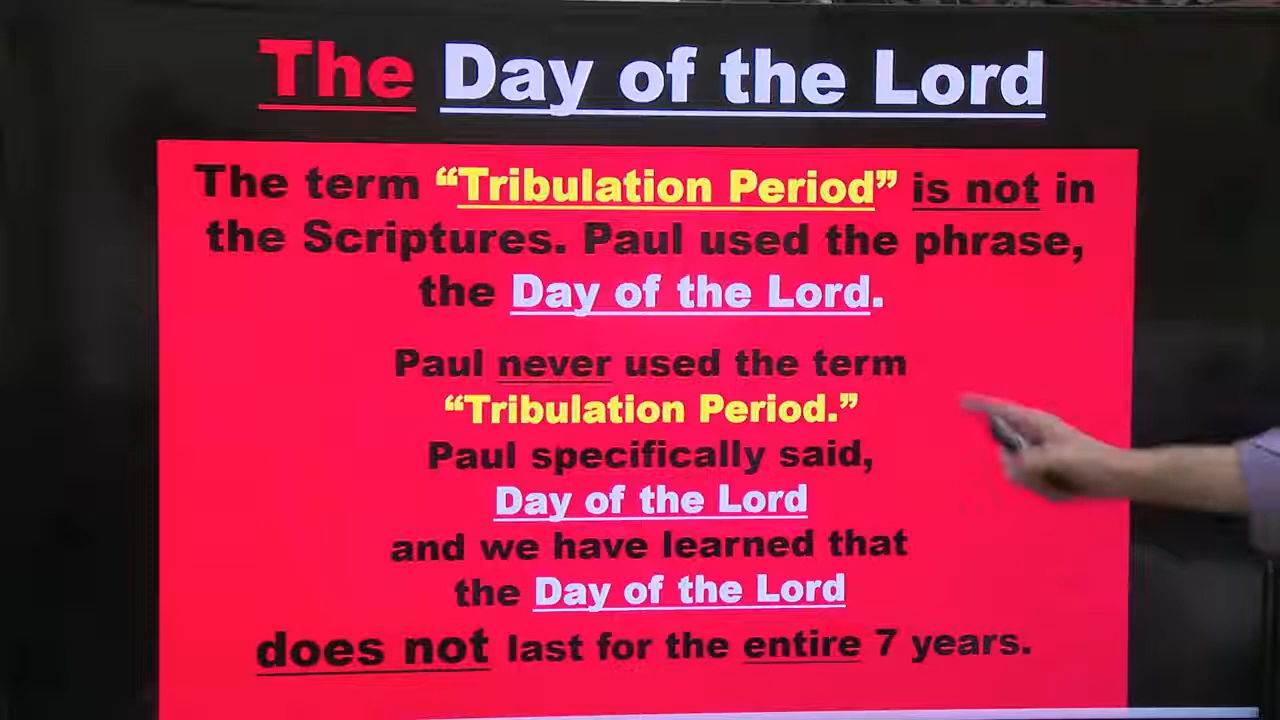 The Day of the Lord
The term “Tribulation Period” is not in
the Scriptures. Paul used the phrase,
the Day of the Lord.
Paul never used the term
“Tribulation Period.”
Paul specifically said,
Day of the Lord
and we have learned that
the Day of the Lord
does not last for the entire 7 years.